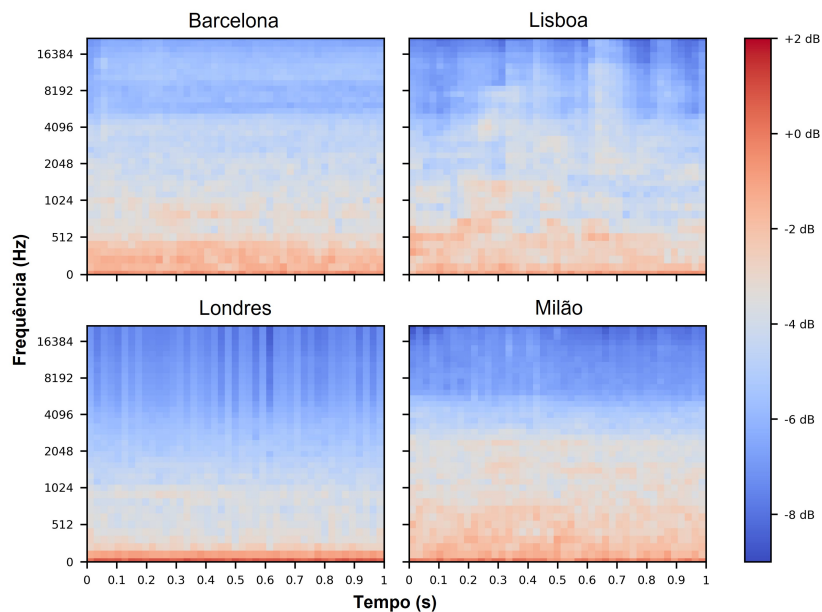 Barcelona
Lisboa
16384
8192
4096
2048
1024
512
0
Londres
Milão
16384
8192
4096
2048
1024
512
0
0 0.1 0.2 0.3 0.4 0.5 0.6 0.7 0.8 0.9 1
0 0.1 0.2 0.3 0.4 0.5 0.6 0.7 0.8 0.9 1
Frequência (Hz)
Tempo (s)
+2 dB
+0 dB
-2 dB
-4 dB
-6 dB
-8 dB